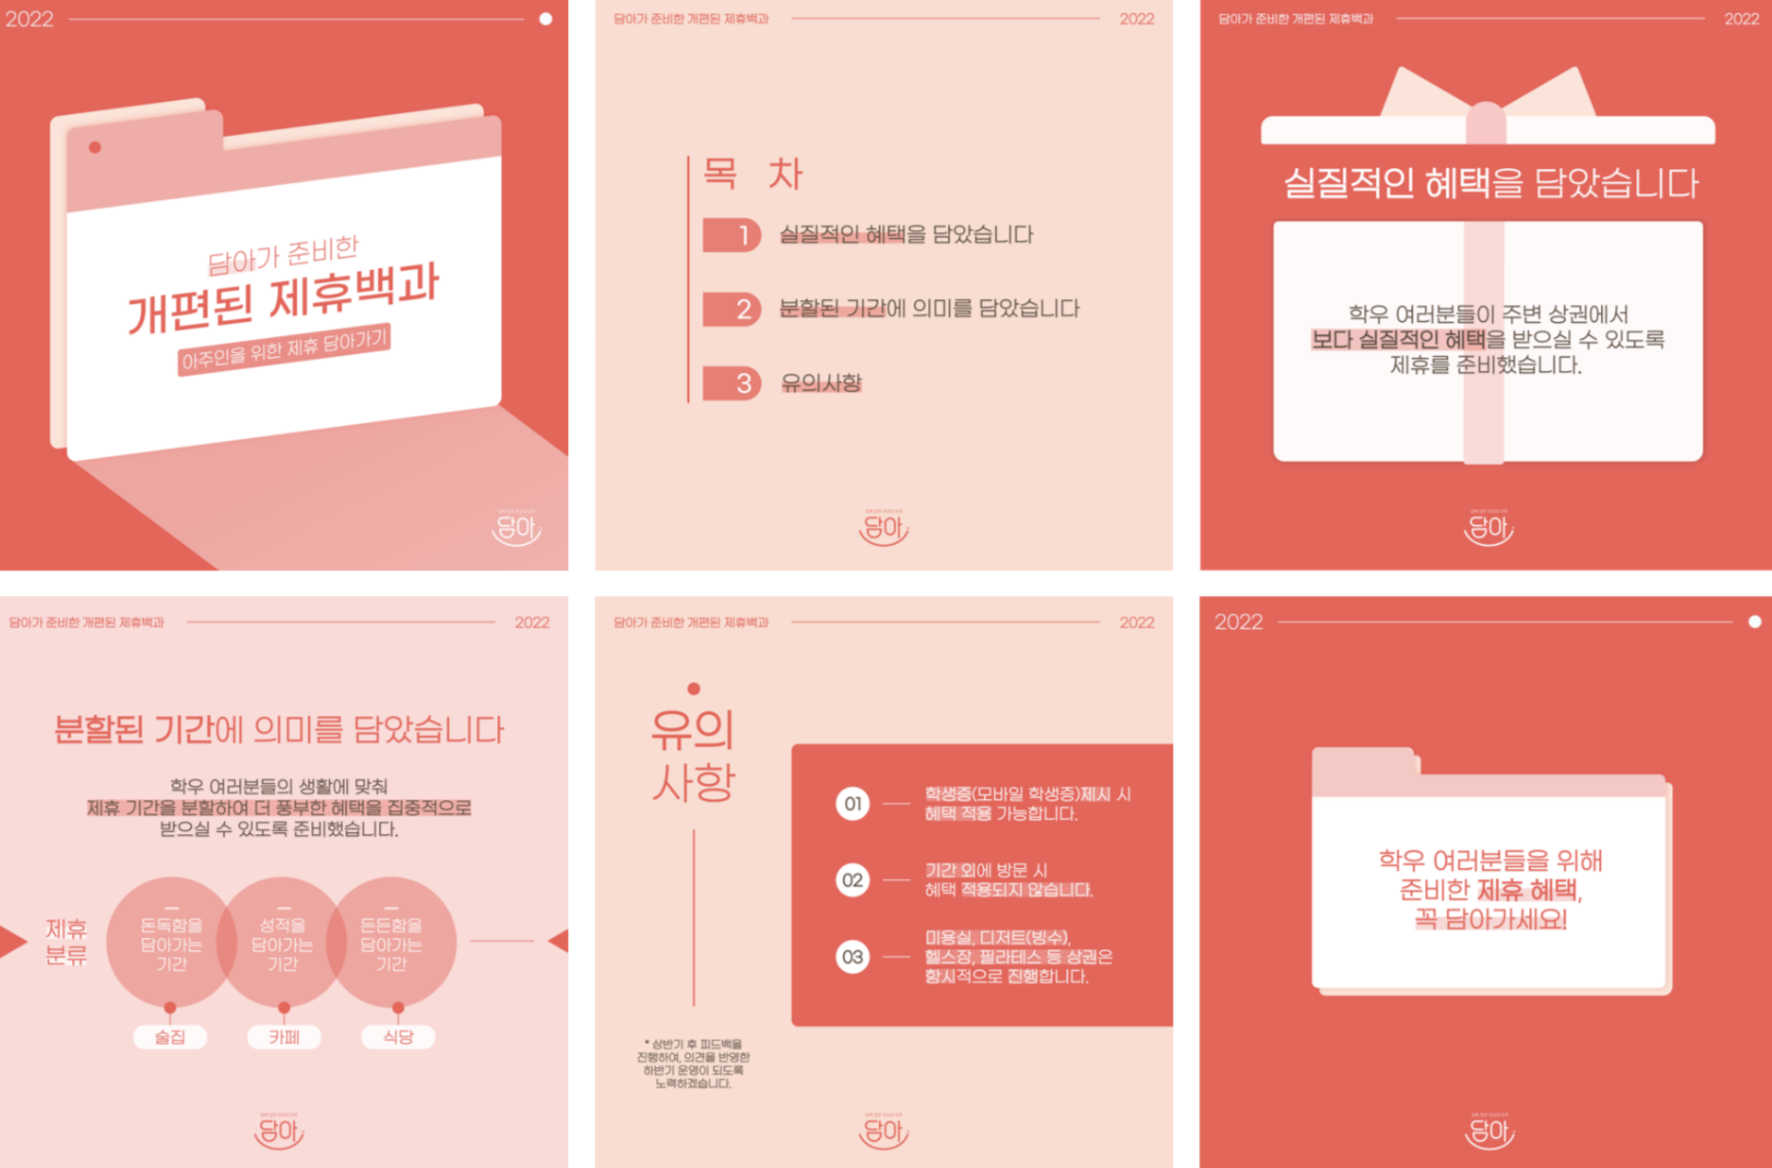 2022
담아가 준비한
개편된 제휴백과
아주인을 위한 제휴 담아가기
담아
담아가 준비한 개편된 제휴백과
2022
목 차
1
실질적인 혜택을 담았습니다
2
분할된 기간에 의미를 담았습니다
3
유의사항
담아
담아가 준비한 개편된 제휴백과
2022
실질적인 혜택을 담았습니다
학우 여러분들이 주변 상권에서
보다 실질적인 혜택을 받으실 수 있도록
제휴를 준비했습니다.
담아
담아가 준비한 개편된 제휴백과
2022
분할된 기간에 의미를 담았습니다
학우 여러분들의 생활에 맞춰
제휴 기간을 분할하여 더 풍부한 혜택을 집중적으로
받으실 수 있도록 준비했습니다.
제휴
분류
돈독함을
담아가는
기간
성적을
담아가는
기간
든든함을
담아가는
기간
술집
카페
식당
담아
담아가 준비한 개편된 제휴백과
2022
유의
사항
01
학생증(모바일 학생증)제시 시
혜택 적용 가능합니다.
02
기간 외에 방문 시
혜택 적용되지 않습니다.
03
미용실, 디저트(빙수),
헬스장, 필라테스 등 상권은
항시적으로 진행합니다.
* 상반기 후 피드백을
진행하여, 의견을 반영한
하반기 운영이 되도록
노력하겠습니다.
담아
2022
학우 여러분들을 위해
준비한 제휴 혜택,
꼭 담아가세요!
담아